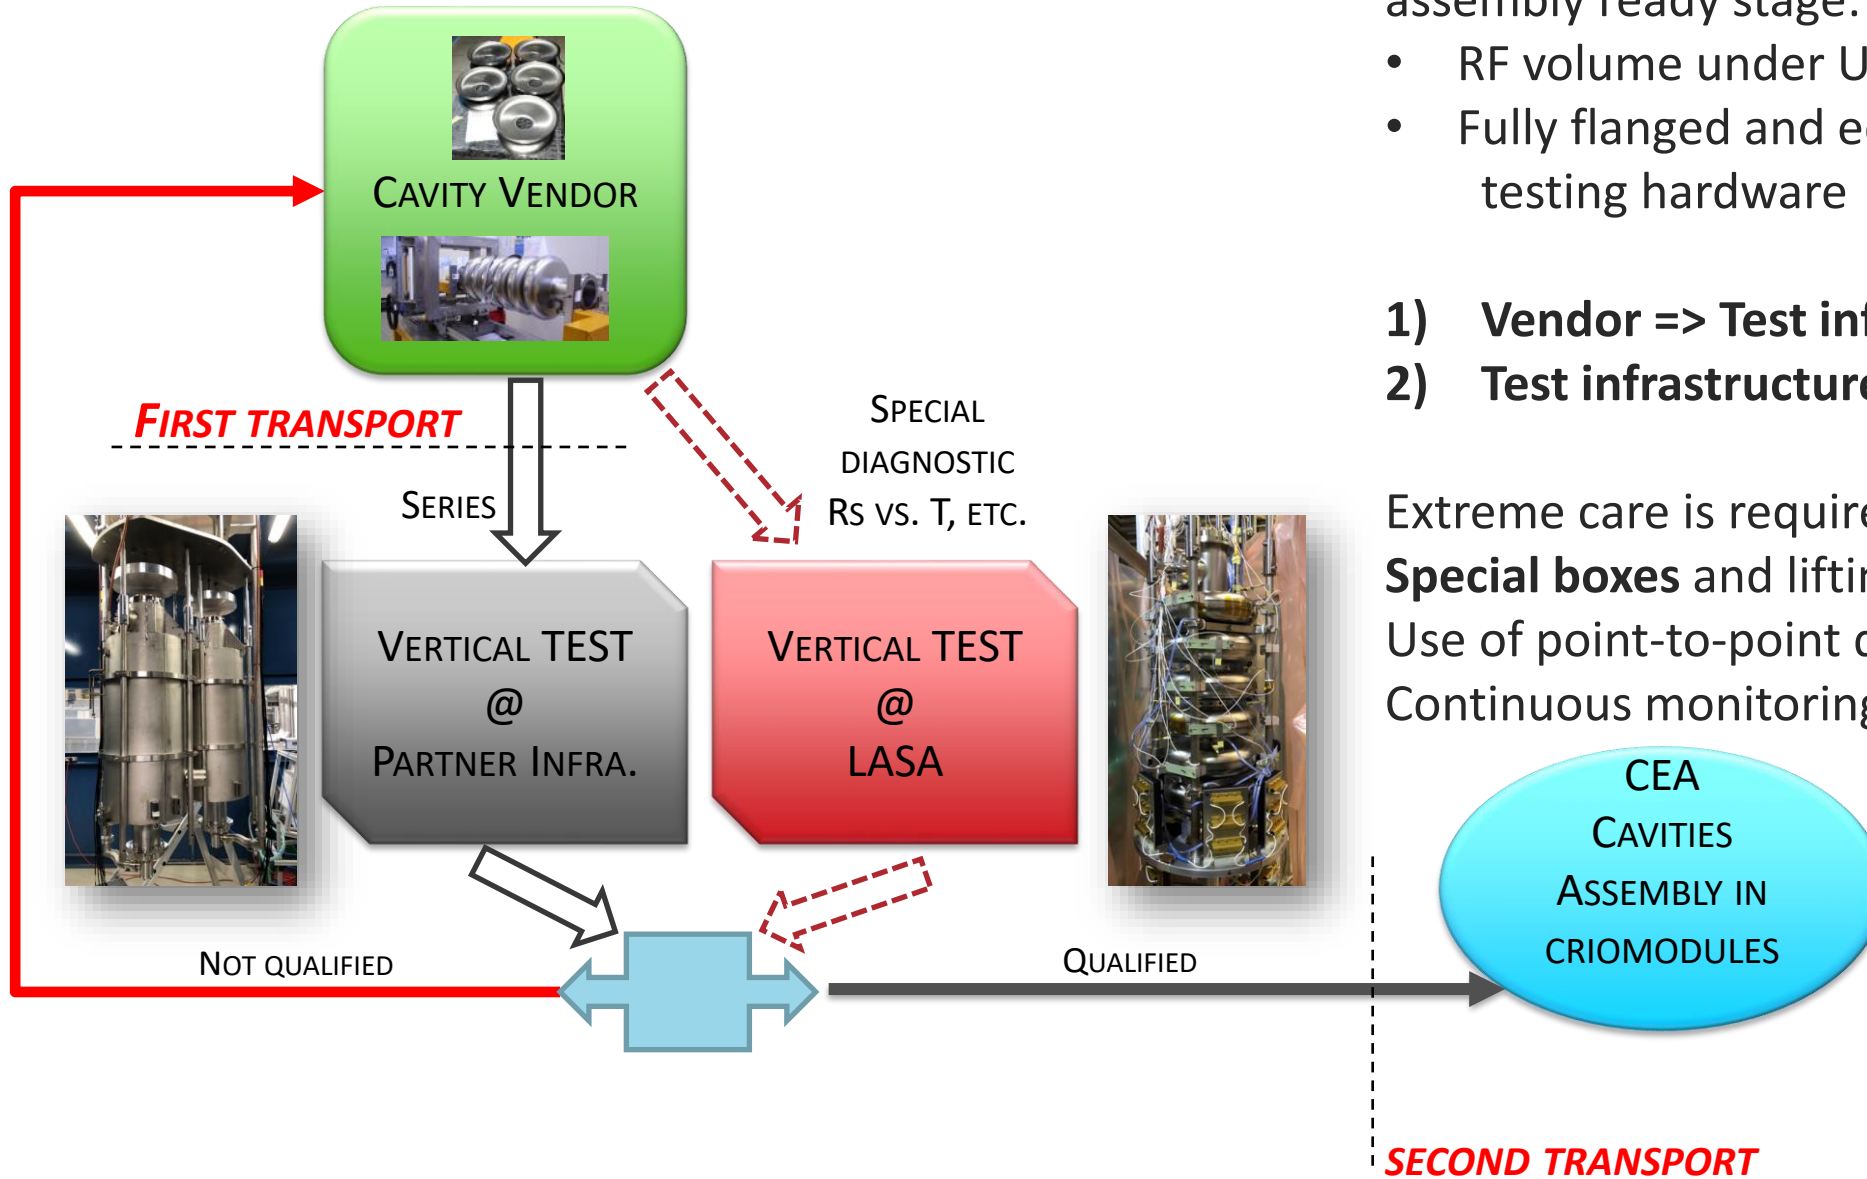 CAVITY VENDOR
FIRST TRANSPORT
SERIES
SPECIAL
DIAGNOSTIC
RS VS. T, ETC.
VERTICAL TEST
@
PARTNER INFRA.
VERTICAL TEST
@
LASA
NOT QUALIFIED
QUALIFIED
assembly ready stage:
• RF volume under
• Fully flanged and
testing hardware
1) Vendor => Test
2) Test infrastructure
Extreme care is
Special boxes and
Use of point-to-point
Continuous monitoring
CEA
CAVITIES
ASSEMBLY IN
CRIOMODULES
SECOND TRANSPORT